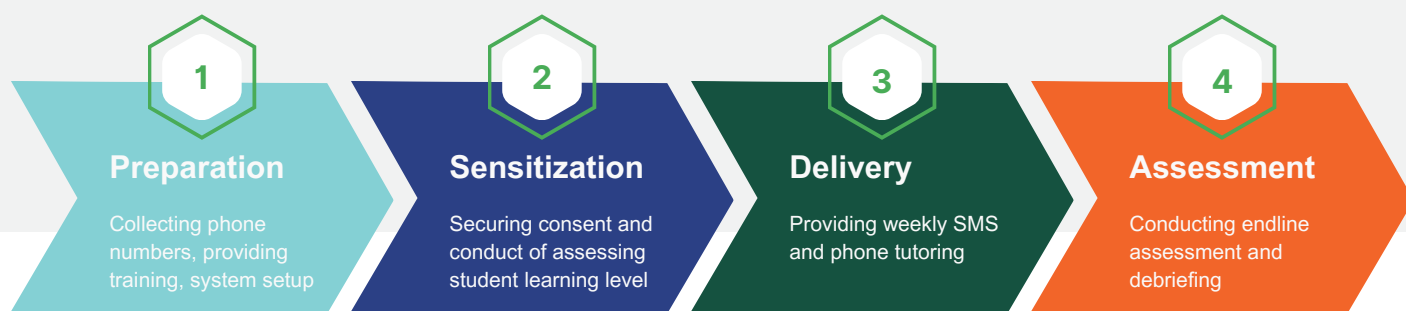 1
Preparation
Collecting phone
numbers, providing
training, system setup
2
Sensitization
Securing consent and
conduct of assessing
student learning level
3
Delivery
Providing weekly SMS
and phone tutoring
4
Assessment
Conducting endline
assessment and
debriefing